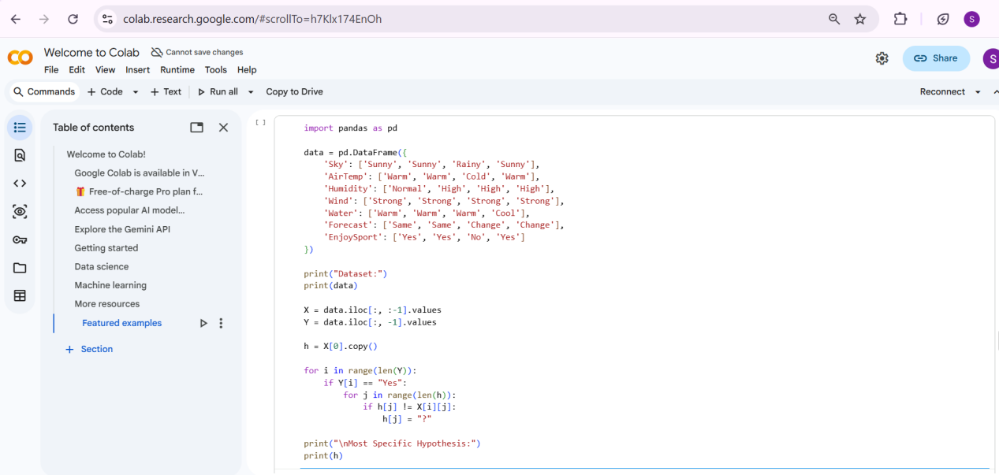 colab.research.google.com/#scrollTo=h7KIx174EnOh
S
Welcome to Colab
Cannot save changes
File Edit View Insert Runtime Tools Help
Share
S
Commands + Code + Text Run all Copy to Drive
Reconnect
Table of contents
Welcome to Colab!
Google Colab is available in V...
🎁 Free-of-charge Pro plan f...
Access popular AI model...
Explore the Gemini API
Getting started
Data science
Machine learning
More resources
Featured examples
+ Section
[ ]
import pandas as pd
data = pd.DataFrame({
    'Sky': ['Sunny', 'Sunny', 'Rainy', 'Sunny'],
    'AirTemp': ['Warm', 'Warm', 'Cold', 'Warm'],
    'Humidity': ['Normal', 'High', 'High', 'High'],
    'Wind': ['Strong', 'Strong', 'Strong', 'Strong'],
    'Water': ['Warm', 'Warm', 'Warm', 'Cool'],
    'Forecast': ['Same', 'Same', 'Change', 'Change'],
    'EnjoySport': ['Yes', 'Yes', 'No', 'Yes']
})
print("Dataset:")
print(data)
X = data.iloc[:, :-1].values
Y = data.iloc[:, -1].values
h = X[0].copy()
for i in range(len(Y)):
    if Y[i] == "Yes":
        for j in range(len(h)):
            if h[j] != X[i][j]:
                h[j] = "?"
print("\nMost Specific Hypothesis:")
print(h)